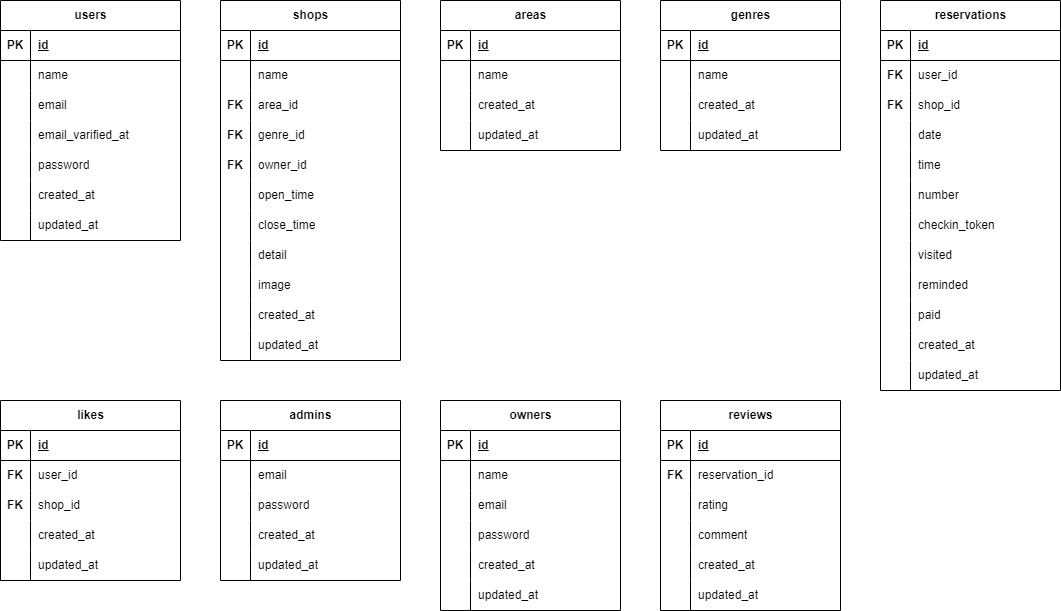 users
PK id
name
email
email_varified_at
password
created_at
updated_at
shops
PK id
name
FK area_id
FK genre_id
FK owner_id
open_time
close_time
detail
image
created_at
updated_at
areas
PK id
name
created_at
updated_at
genres
PK id
name
created_at
updated_at
reservations
PK id
FK user_id
FK shop_id
date
time
number
checkin_token
visited
reminded
paid
created_at
updated_at
likes
PK id
FK user_id
FK shop_id
created_at
updated_at
admins
PK id
email
password
created_at
updated_at
owners
PK id
name
email
password
created_at
updated_at
reviews
PK id
FK reservation_id
rating
comment
created_at
updated_at